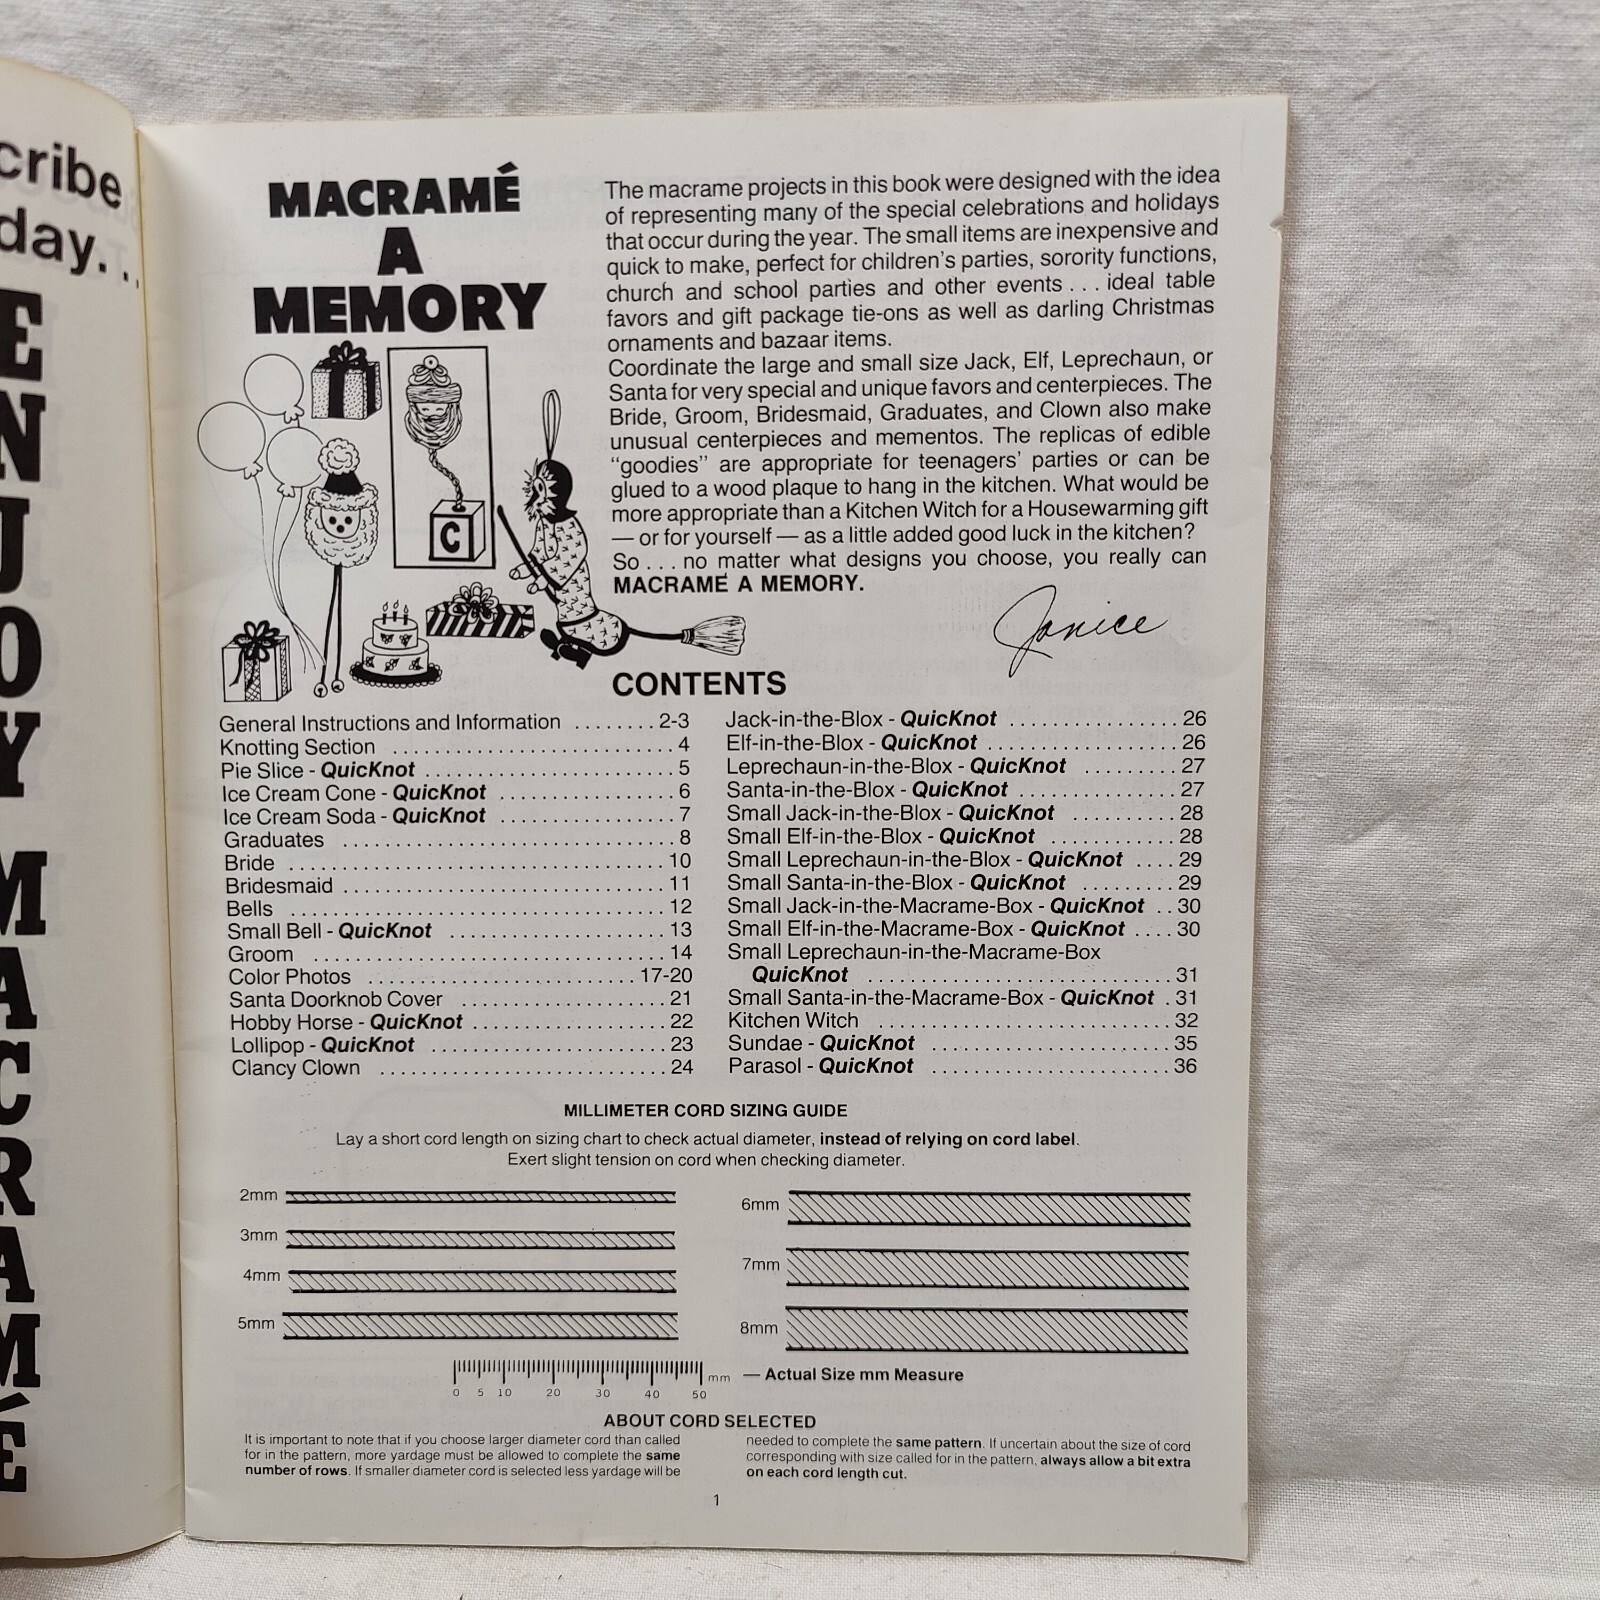 cribe
day. . .
E
N
J
O
Y
M
A
C
R
A
M
É
MACRAMÉ
A
MEMORY
C
The macrame projects in this book were designed with the idea
of representing many of the special celebrations and holidays
that occur during the year. The small items are inexpensive and
quick to make, perfect for children's parties, sorority functions,
church and school parties and other events . . . ideal table
favors and gift package tie-ons as well as darling Christmas
ornaments and bazaar items.
Coordinate the large and small size Jack, Elf, Leprechaun, or
Santa for very special and unique favors and centerpieces. The
Bride, Groom, Bridesmaid, Graduates, and Clown also make
unusual centerpieces and mementos. The replicas of edible
"goodies" are appropriate for teenagers' parties or can be
glued to a wood plaque to hang in the kitchen. What would be
more appropriate than a Kitchen Witch for a Housewarming gift
— or for yourself — as a little added good luck in the kitchen?
So . . . no matter what designs you choose, you really can
MACRAMÉ A MEMORY.
Janice
CONTENTS
General Instructions and Information ........ 2-3
Knotting Section ........ 4
Pie Slice - QuicKnot ........ 5
Ice Cream Cone - QuicKnot ........ 6
Ice Cream Soda - QuicKnot ........ 7
Graduates ........ 8
Bride ........ 10
Bridesmaid ........ 11
Bells ........ 12
Small Bell - QuicKnot ........ 13
Groom ........ 14
Color Photos ........ 17-20
Santa Doorknob Cover ........ 21
Hobby Horse - QuicKnot ........ 22
Lollipop - QuicKnot ........ 23
Clancy Clown ........ 24
Jack-in-the-Blox - QuicKnot ........ 26
Elf-in-the-Blox - QuicKnot ........ 26
Leprechaun-in-the-Blox - QuicKnot ........ 27
Santa-in-the-Blox - QuicKnot ........ 27
Small Jack-in-the-Blox - QuicKnot ........ 28
Small Elf-in-the-Blox - QuicKnot ........ 28
Small Leprechaun-in-the-Blox - QuicKnot .... 29
Small Santa-in-the-Blox - QuicKnot ........ 29
Small Jack-in-the-Macrame-Box - QuicKnot .. 30
Small Elf-in-the-Macrame-Box - QuicKnot .... 30
Small Leprechaun-in-the-Macrame-Box
QuicKnot ........ 31
Small Santa-in-the-Macrame-Box - QuicKnot . 31
Kitchen Witch ........ 32
Sundae - QuicKnot ........ 35
Parasol - QuicKnot ........ 36
MILLIMETER CORD SIZING GUIDE
Lay a short cord length on sizing chart to check actual diameter, instead of relying on cord label.
Exert slight tension on cord when checking diameter.
2mm
3mm
4mm
5mm
6mm
7mm
8mm
0 5 10 20 30 40 50 mm — Actual Size mm Measure
ABOUT CORD SELECTED
It is important to note that if you choose larger diameter cord than called
for in the pattern, more yardage must be allowed to complete the same
number of rows. If smaller diameter cord is selected less yardage will be
needed to complete the same pattern. If uncertain about the size of cord
corresponding with size called for in the pattern, always allow a bit extra
on each cord length cut.
1